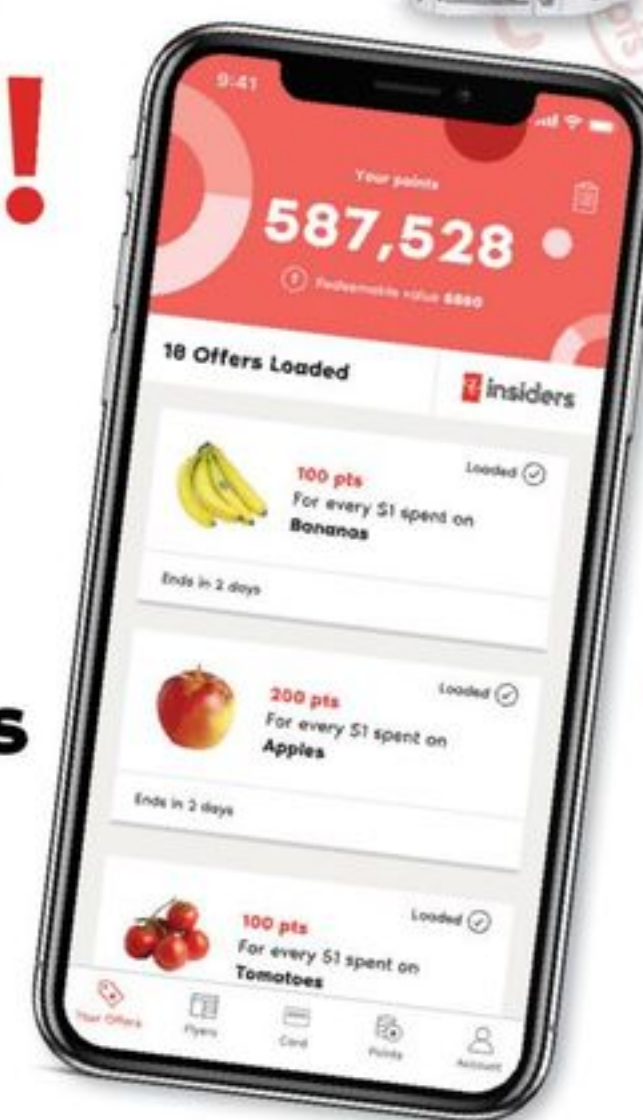 !
s
9:41
Your points
587,528
Redeemable value
18 Offers Loaded
insiders
Loaded
100 pts
For every $1 spent on
Bananas
Ends in 2 days
Loaded
200 pts
For every $1 spent on
Apples
Ends in 2 days
Loaded
100 pts
For every $1 spent on
Tomatoes
Your Offers
Flyers
Card
Points
Account